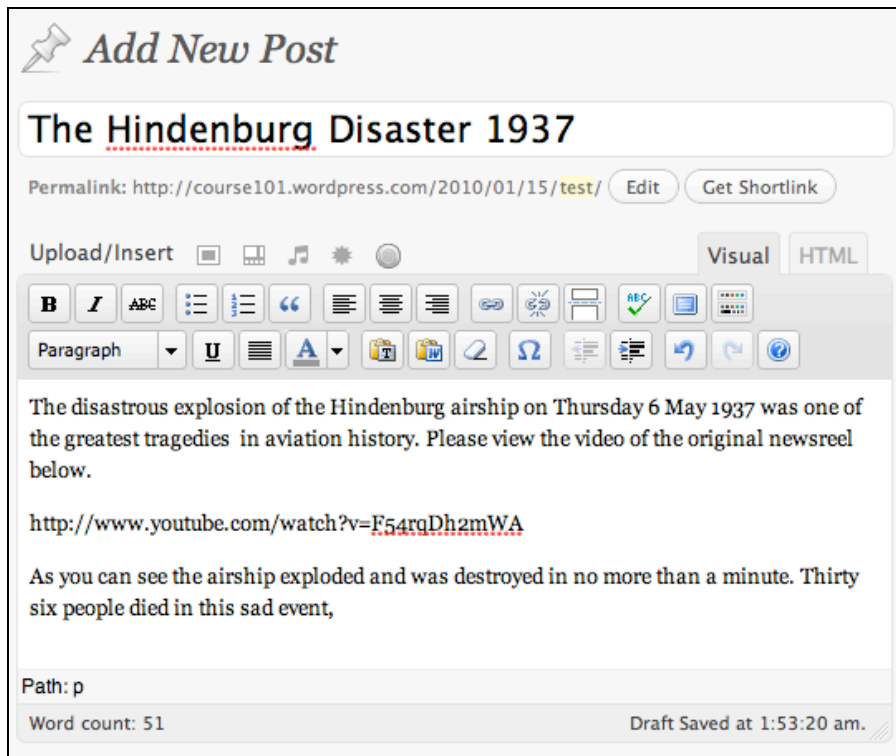 Add New Post
The Hindenburg Disaster 1937
Permalink: http://course101.wordpress.com/2010/01/15/test/ Edit Get Shortlink
Upload/Insert Visual HTML
B I ABC ABC
Paragraph U A T W Ω ?
The disastrous explosion of the Hindenburg airship on Thursday 6 May 1937 was one of
the greatest tragedies  in aviation history. Please view the video of the original newsreel
below.
http://www.youtube.com/watch?v=F54rqDh2mWA
As you can see the airship exploded and was destroyed in no more than a minute. Thirty
six people died in this sad event,
Path: p
Word count: 51 Draft Saved at 1:53:20 am.